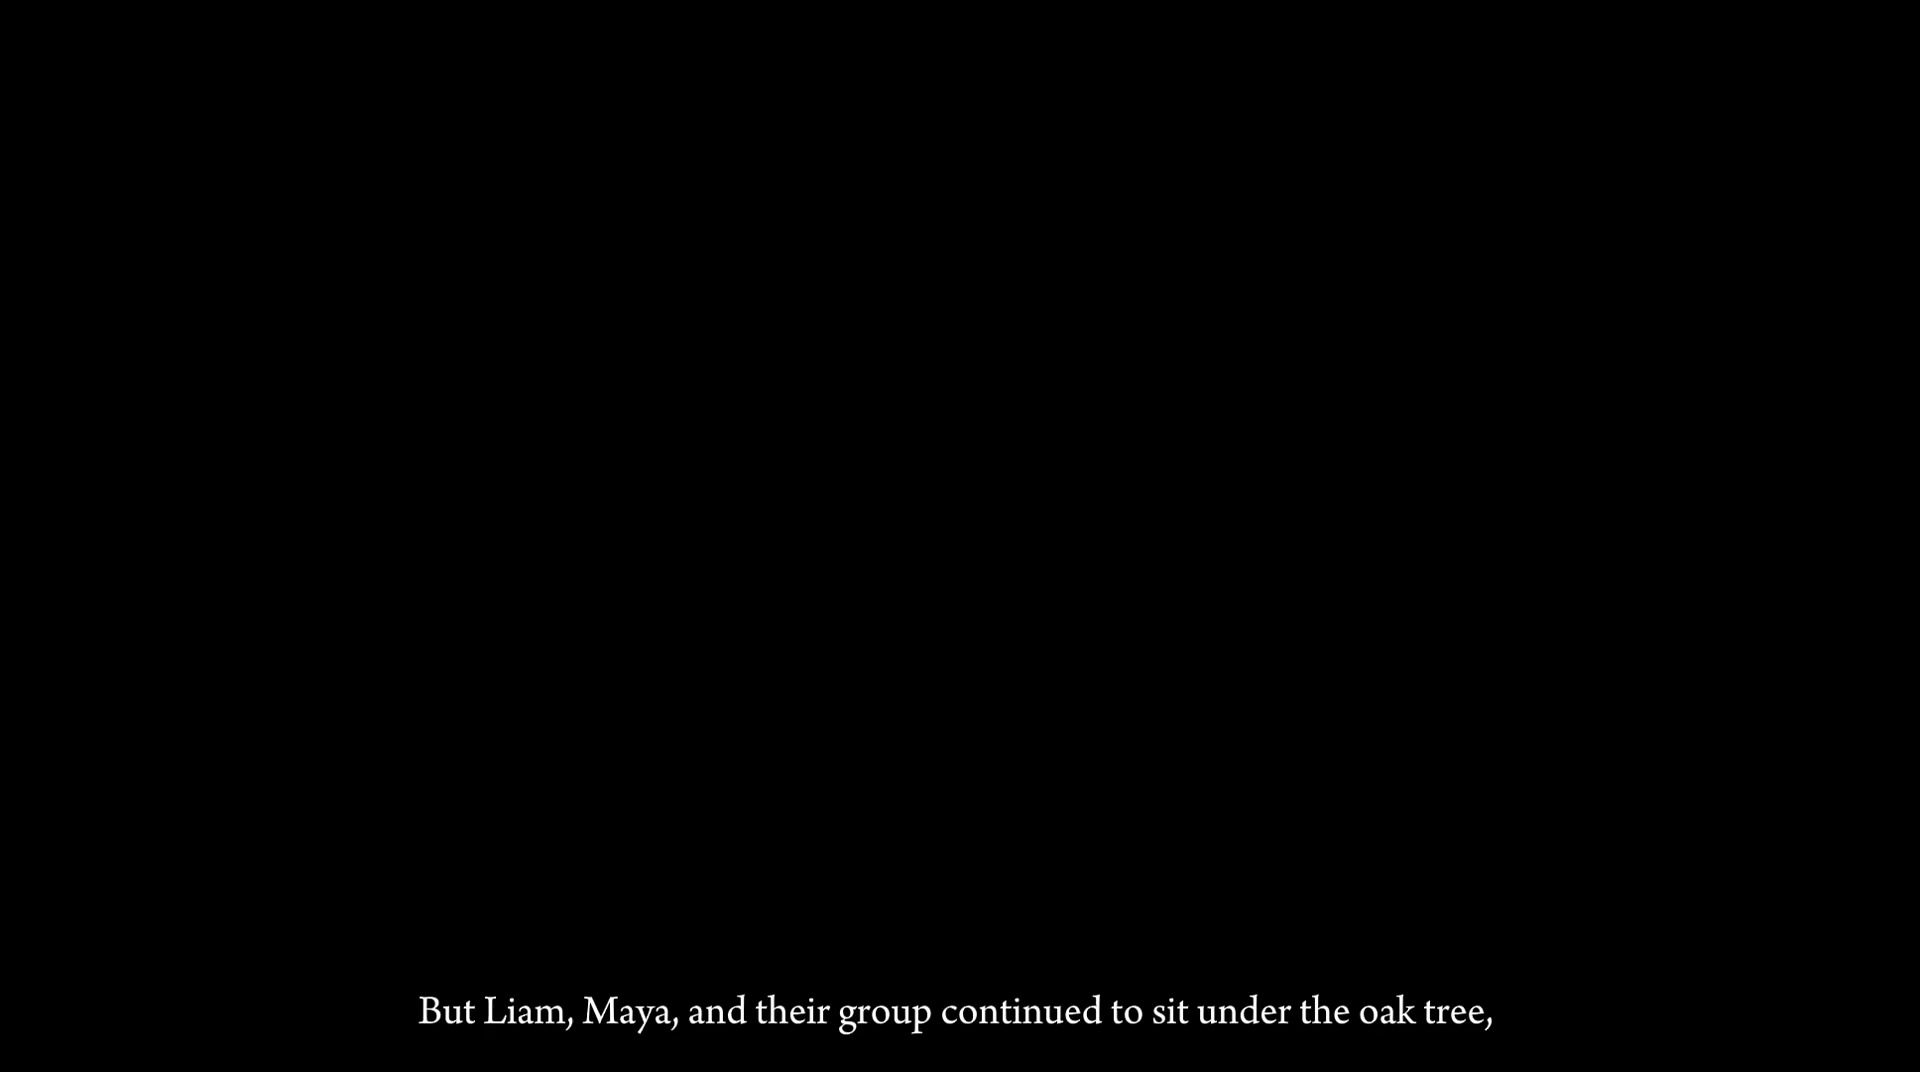 But Liam, Maya, and their group continued to sit under the oak tree,